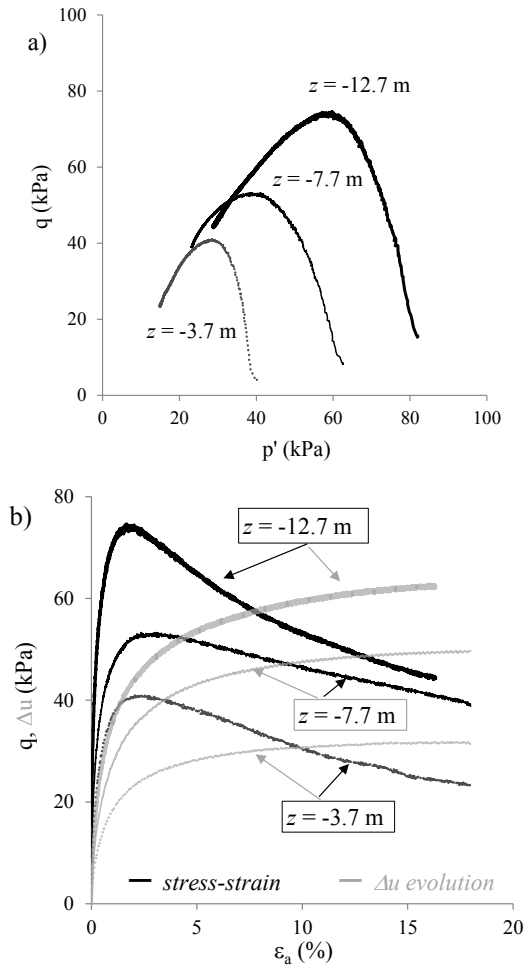 a)
100
80
60
40
20
0
q (kPa)
z = -12.7 m
z = -7.7 m
z = -3.7 m
0 20 40 60 80 100
p' (kPa)
b)
80
60
40
20
0
q, Δu (kPa)
z = -12.7 m
z = -7.7 m
z = -3.7 m
stress-strain Δu evolution
0 5 10 15
εa (%)